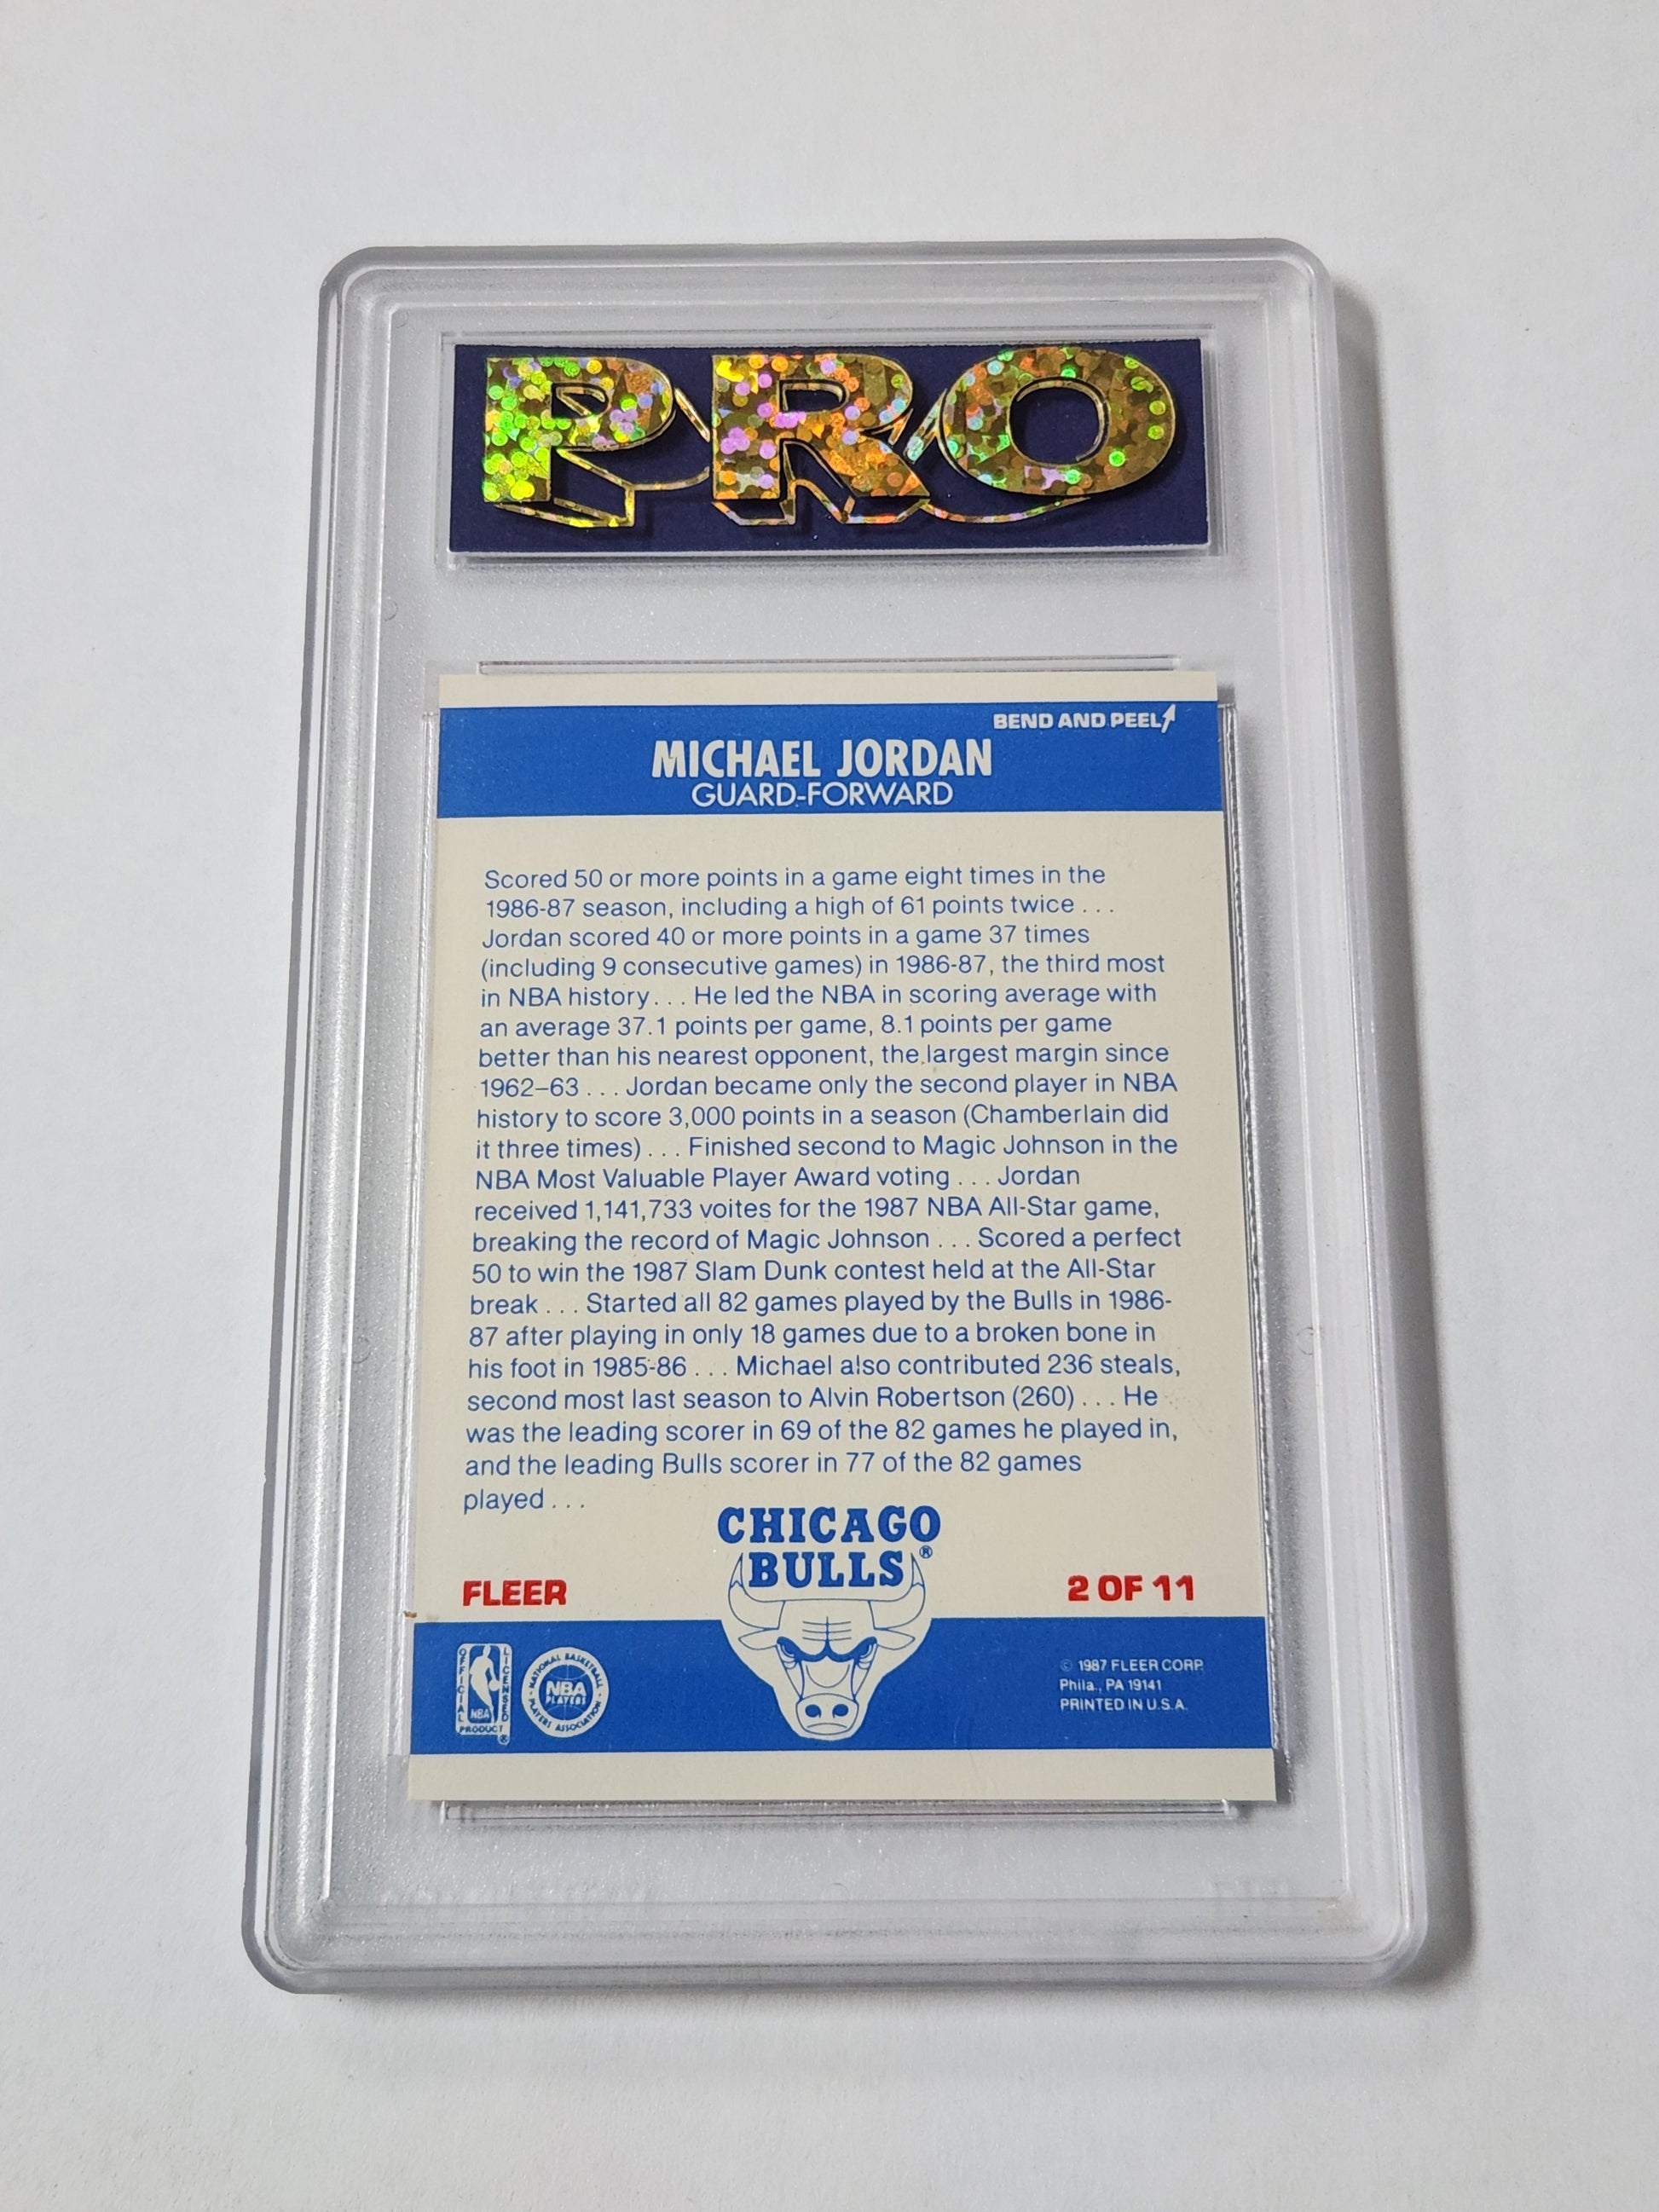 PRO
BEND AND PEEL
MICHAEL JORDAN
GUARD-FORWARD
Scored 50 or more points in a game eight times in the
1986-87 season, including a high of 61 points twice . . .
Jordan scored 40 or more points in a game 37 times
(including 9 consecutive games) in 1986-87, the third most
in NBA history . . . He led the NBA in scoring average with
an average 37.1 points per game, 8.1 points per game
better than his nearest opponent, the largest margin since
1962–63 . . . Jordan became only the second player in NBA
history to score 3,000 points in a season (Chamberlain did
it three times) . . . Finished second to Magic Johnson in the
NBA Most Valuable Player Award voting . . . Jordan
received 1,141,733 voites for the 1987 NBA All-Star game,
breaking the record of Magic Johnson . . . Scored a perfect
50 to win the 1987 Slam Dunk contest held at the All-Star
break . . . Started all 82 games played by the Bulls in 1986-
87 after playing in only 18 games due to a broken bone in
his foot in 1985-86 . . . Michael also contributed 236 steals,
second most last season to Alvin Robertson (260) . . . He
was the leading scorer in 69 of the 82 games he played in,
and the leading Bulls scorer in 77 of the 82 games
played . . .
CHICAGO
BULLS®
FLEER
2 OF 11
OFFICIAL
LICENSED
NBA
PRODUCT
®
NATIONAL BASKETBALL
NBA
PLAYERS
PLAYERS ASSOCIATION
© 1987 FLEER CORP.
Phila., PA 19141
PRINTED IN U.S.A.